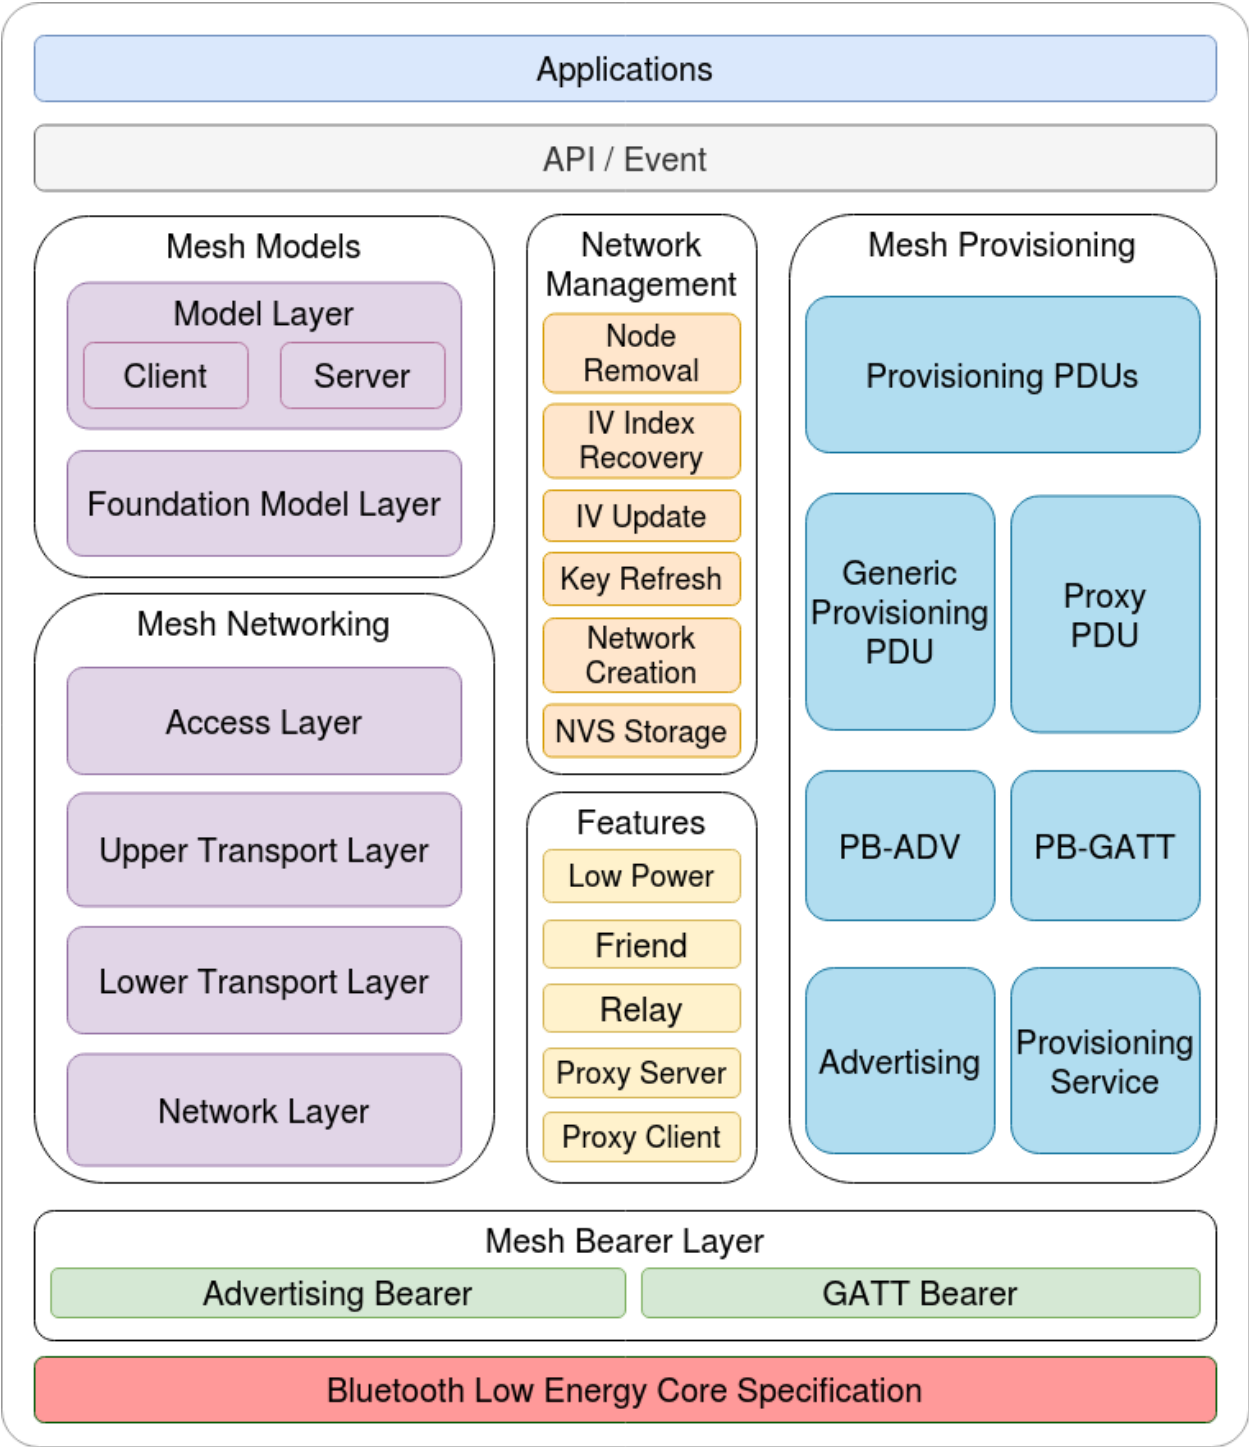 Applications
API / Event
Mesh Models
Model Layer
Client
Server
Foundation Model Layer
Mesh Networking
Access Layer
Upper Transport Layer
Lower Transport Layer
Network Layer
Network
Management
Node
Removal
IV Index
Recovery
IV Update
Key Refresh
Network
Creation
NVS Storage
Features
Low Power
Friend
Relay
Proxy Server
Proxy Client
Mesh Provisioning
Provisioning PDUs
Generic
Provisioning
PDU
Proxy
PDU
PB-ADV
PB-GATT
Advertising
Provisioning
Service
Mesh Bearer Layer
Advertising Bearer
GATT Bearer
Bluetooth Low Energy Core Specification